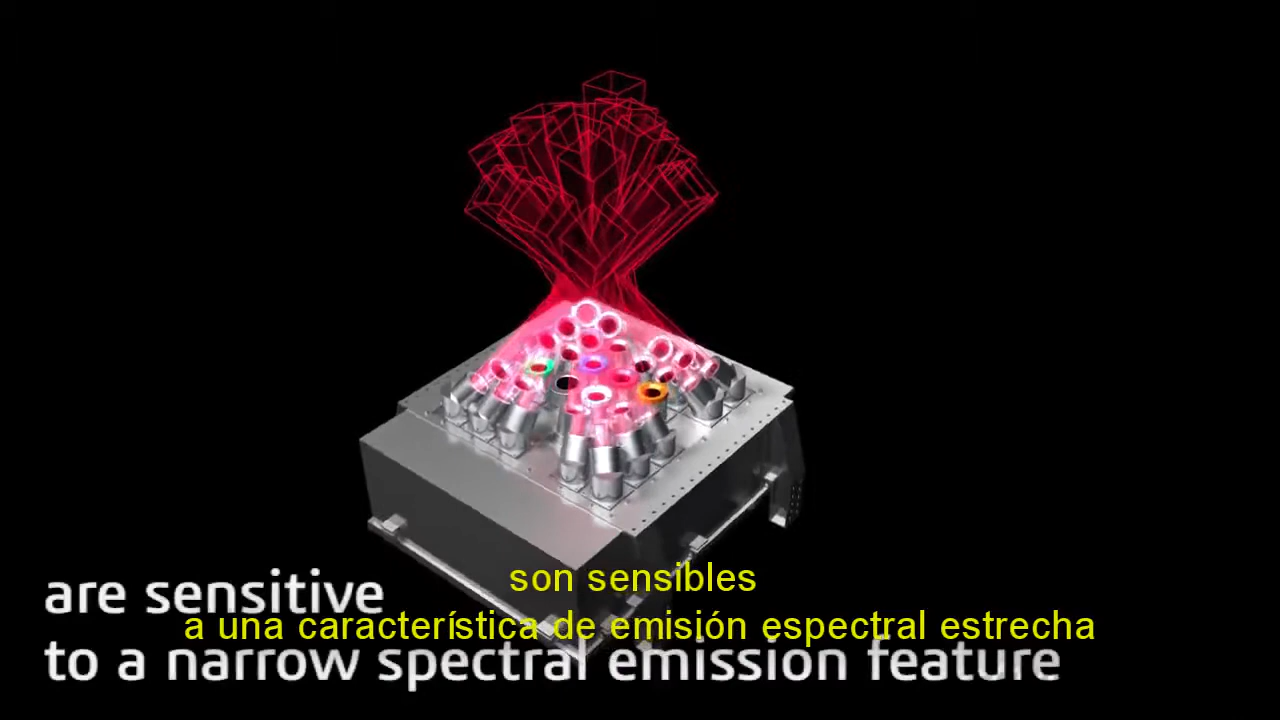 son sensibles
are sensitive
a una característica de emisión espectral estrecha
to a narrow spectral emission feature